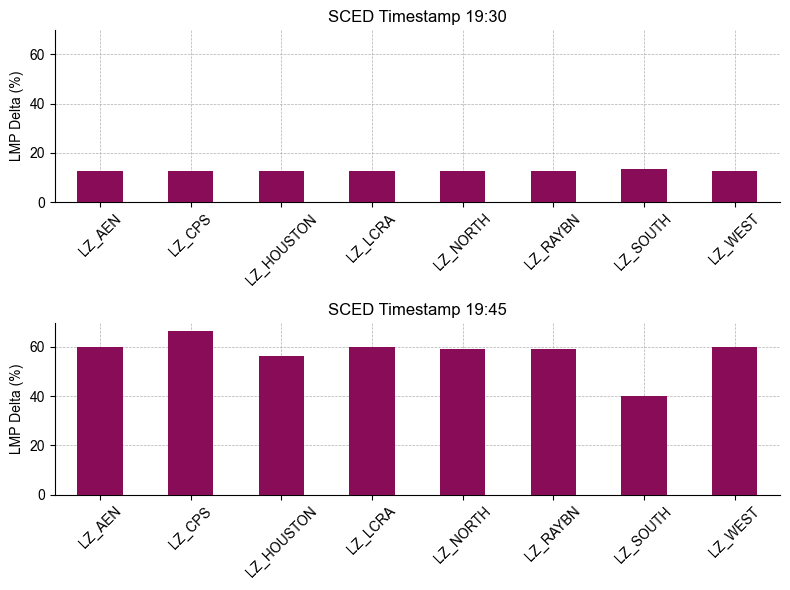 SCED Timestamp 19:30
LMP Delta (%)
60
40
20
0
LZ_AEN
LZ_CPS
LZ_HOUSTON
LZ_LCRA
LZ_NORTH
LZ_RAYBN
LZ_SOUTH
LZ_WEST
SCED Timestamp 19:45
LMP Delta (%)
60
40
20
0
LZ_AEN
LZ_CPS
LZ_HOUSTON
LZ_LCRA
LZ_NORTH
LZ_RAYBN
LZ_SOUTH
LZ_WEST